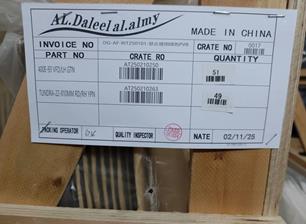 AL.Daleel al.almy
MADE IN CHINA
INVOICE NO
CRATE NO 0017
PART NO CRATE RO QUANTITY
AT250210250 51
AT250210263 49
PACKING OPERATOR QUALITY INSPECTOR NATE 02/11/25